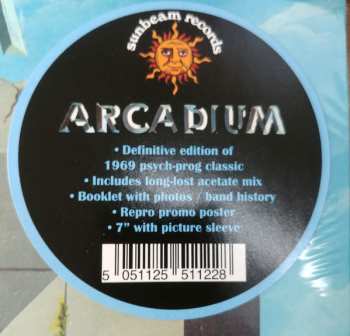 sunbeam records
ARCADIUM
• Definitive edition of
1969 psych-prog classic
• Includes long-lost acetate mix
• Booklet with photos / band history
• Repro promo poster
• 7" with picture sleeve
5 051125 511228